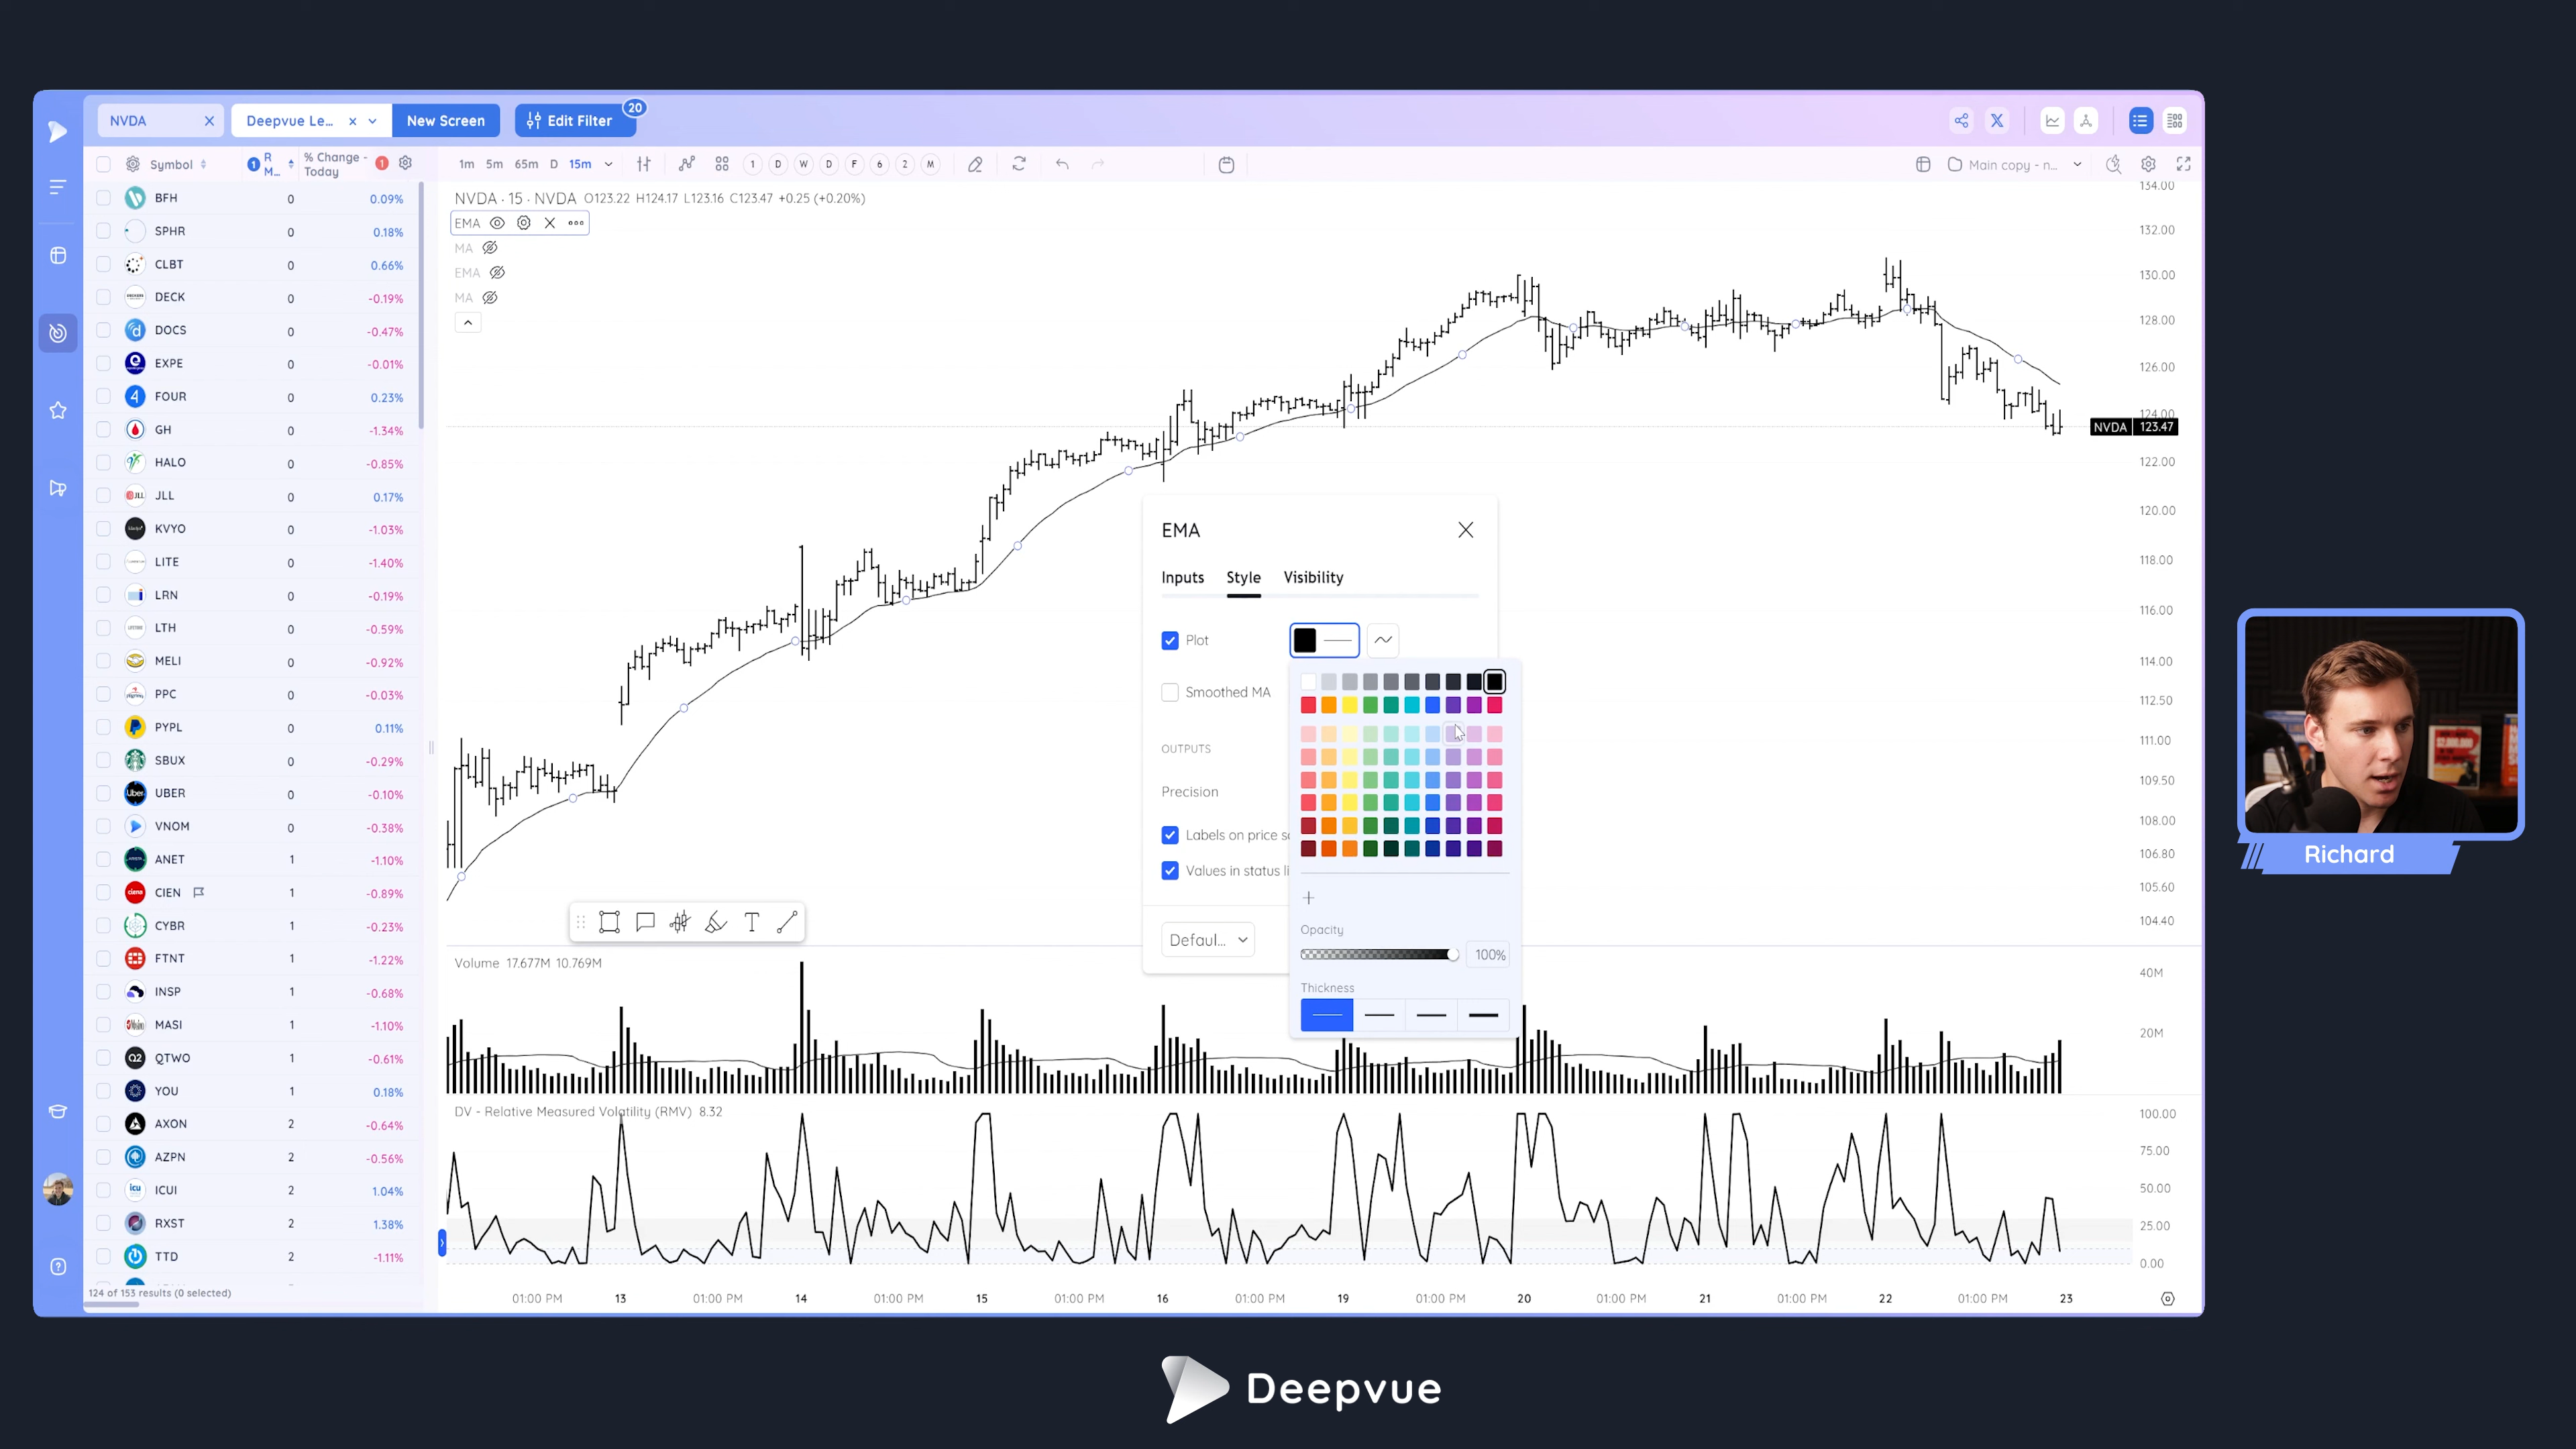 NVDA
Deepvue Le...
New Screen
Edit Filter
20
Symbol
1
R M...
% Change - Today
1
1m 5m 65m D 15m
1 D W D F 6 2 M
Main copy - n...
BFH 0 0.09%
SPHR 0 0.18%
CLBT 0 0.66%
DECK 0 -0.19%
DOCS 0 -0.47%
EXPE 0 -0.01%
FOUR 0 0.23%
GH 0 -1.34%
HALO 0 -0.85%
JLL 0 0.17%
KVYO 0 -1.03%
LITE 0 -1.40%
LRN 0 -0.19%
LTH 0 -0.59%
MELI 0 -0.92%
PPC 0 -0.03%
PYPL 0 0.11%
SBUX 0 -0.29%
UBER 0 -0.10%
VNOM 0 -0.38%
ANET 1 -1.10%
CIEN 1 -0.89%
CYBR 1 -0.23%
FTNT 1 -1.22%
INSP 1 -0.68%
MASI 1 -1.10%
QTWO 1 -0.61%
YOU 1 0.18%
AXON 2 -0.64%
AZPN 2 -0.56%
ICUI 2 1.04%
RXST 2 1.38%
TTD 2 -1.11%
124 of 153 results (0 selected)
NVDA · 15 · NVDA O123.22 H124.17 L123.16 C123.47 +0.25 (+0.20%)
EMA
MA
EMA
MA
134.00
132.00
130.00
128.00
126.00
124.00
NVDA 123.47
122.00
120.00
118.00
116.00
114.00
112.50
111.00
109.50
108.00
106.80
105.60
104.40
EMA
Inputs Style Visibility
Plot
Smoothed MA
OUTPUTS
Precision
Labels on price s
Values in status li
Defaul...
Opacity
100%
Thickness
Volume 17.677M 10.769M
40M
20M
DV - Relative Measured Volatility (RMV) 8.32
100.00
75.00
50.00
25.00
0.00
01:00 PM 13 01:00 PM 14 01:00 PM 15 01:00 PM 16 01:00 PM 19 01:00 PM 20 01:00 PM 21 01:00 PM 22 01:00 PM 23
Richard
Deepvue